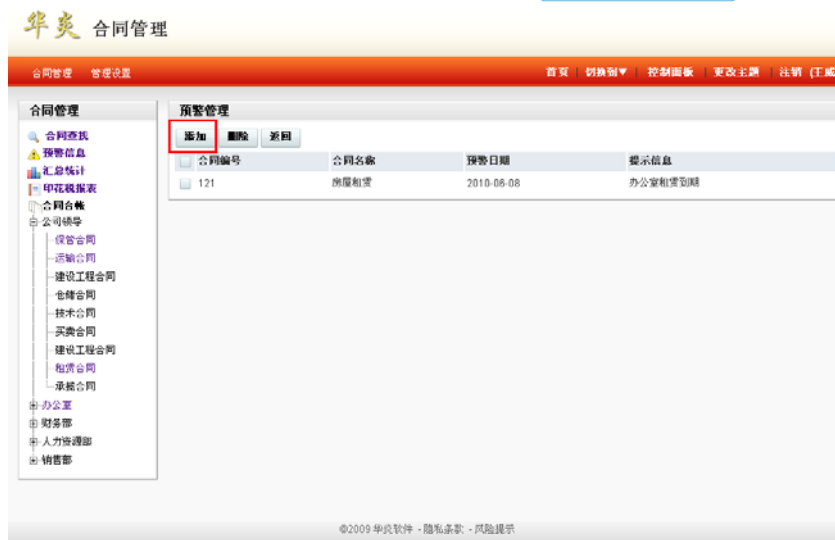 华炎 合同管理
合同管理 管理设置 首页 切换到▼ 控制面板 更改主题 注销 (王威
合同管理
合同查找
预警信息
汇总统计
印花税报表
合同台帐
公司领导
保管合同
运输合同
建设工程合同
仓储合同
技术合同
买卖合同
建设工程合同
租赁合同
承揽合同
办公室
财务部
人力资源部
销售部
预警管理
添加 删除 返回
合同编号 合同名称 预警日期 提示信息
121 房屋租赁 2010-06-08 办公室租赁到期
©2009 华炎软件 - 隐私条款 - 风险提示